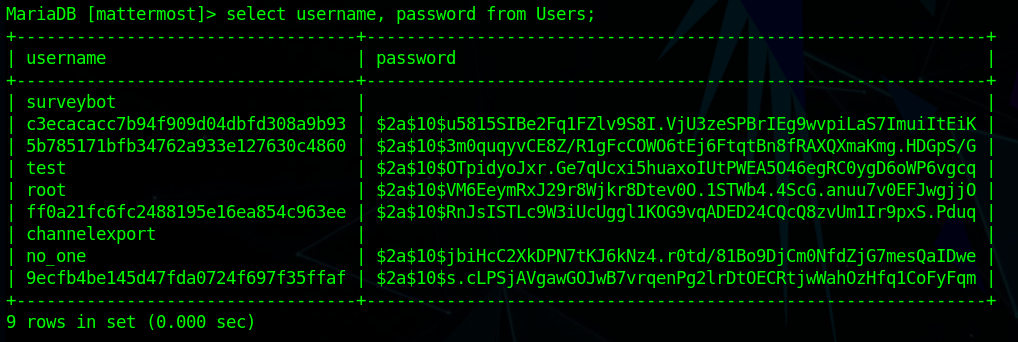 MariaDB [mattermost]> select username, password from Users;
+----------------------------------+--------------------------------------------------------------+
| username                         | password                                                     |
+----------------------------------+--------------------------------------------------------------+
| surveybot                        |                                                              |
| c3ecacacc7b94f909d04dbfd308a9b93 | $2a$10$u5815SIBe2Fq1FZlv9S8I.VjU3zeSPBrIEg9wvpiLaS7ImuiItEiK |
| 5b785171bfb34762a933e127630c4860 | $2a$10$3m0quqyvCE8Z/R1gFcCOWO6tEj6FtqtBn8fRAXQXmaKmg.HDGpS/G |
| test                             | $2a$10$OTpidyoJxr.Ge7qUcxi5huaxoIUtPWEA5O46egRC0ygD6oWP6vgcq |
| root                             | $2a$10$VM6EeymRxJ29r8Wjkr8Dtev0O.1STWb4.4ScG.anuu7v0EFJwgjjO |
| ff0a21fc6fc2488195e16ea854c963ee | $2a$10$RnJsISTLc9W3iUcUggl1KOG9vqADED24CQcQ8zvUm1Ir9pxS.Pduq |
| channelexport                    |                                                              |
| no_one                           | $2a$10$jbiHcC2XkDPN7tKJ6kNz4.r0td/81Bo9DjCm0NfdZjG7mesQaIDwe |
| 9ecfb4be145d47fda0724f697f35ffaf | $2a$10$s.cLPSjAVgawGOJwB7vrqenPg2lrDtOECRtjwWahOzHfq1CoFyFqm |
+----------------------------------+--------------------------------------------------------------+
9 rows in set (0.000 sec)